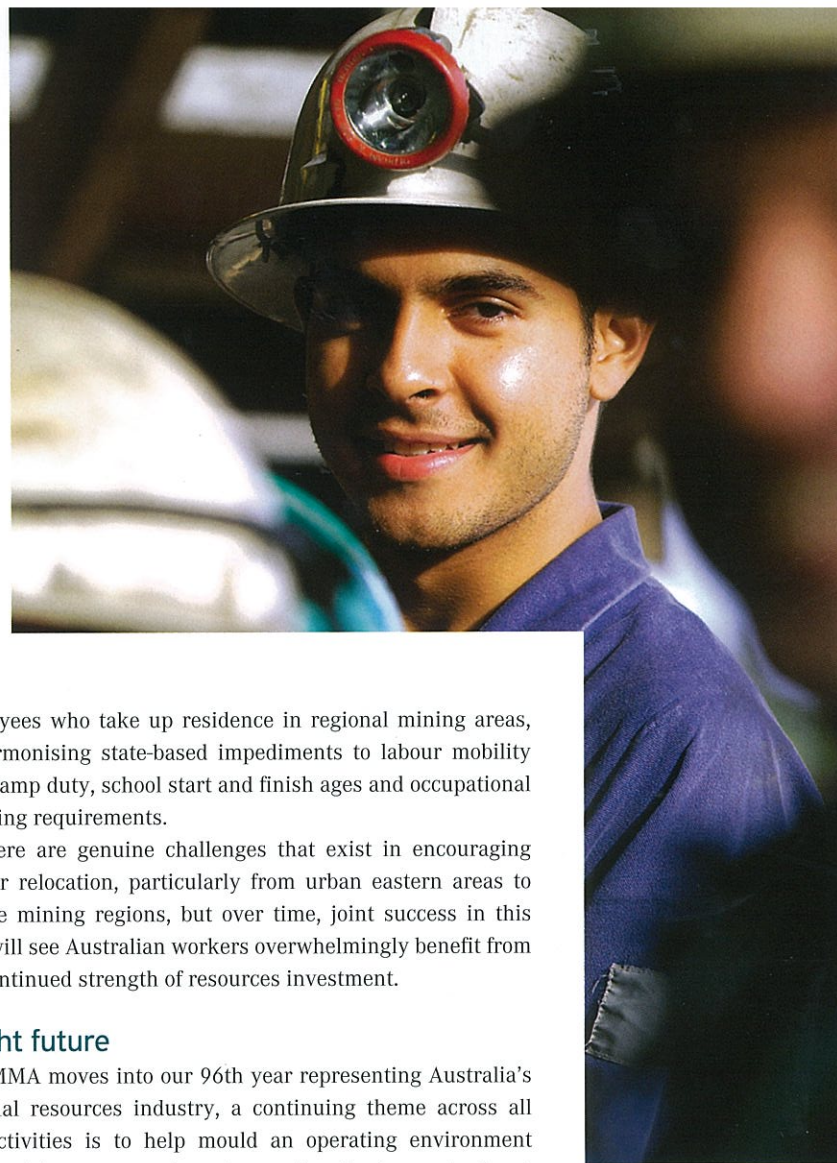 yees who take up residence in regional mining areas,
rmonising state-based impediments to labour mobility
amp duty, school start and finish ages and occupational
ing requirements.
ere are genuine challenges that exist in encouraging
r relocation, particularly from urban eastern areas to
e mining regions, but over time, joint success in this
will see Australian workers overwhelmingly benefit from
ntinued strength of resources investment.
ht future
MMA moves into our 96th year representing Australia's
al resources industry, a continuing theme across all
ctivities is to help mould an operating environment